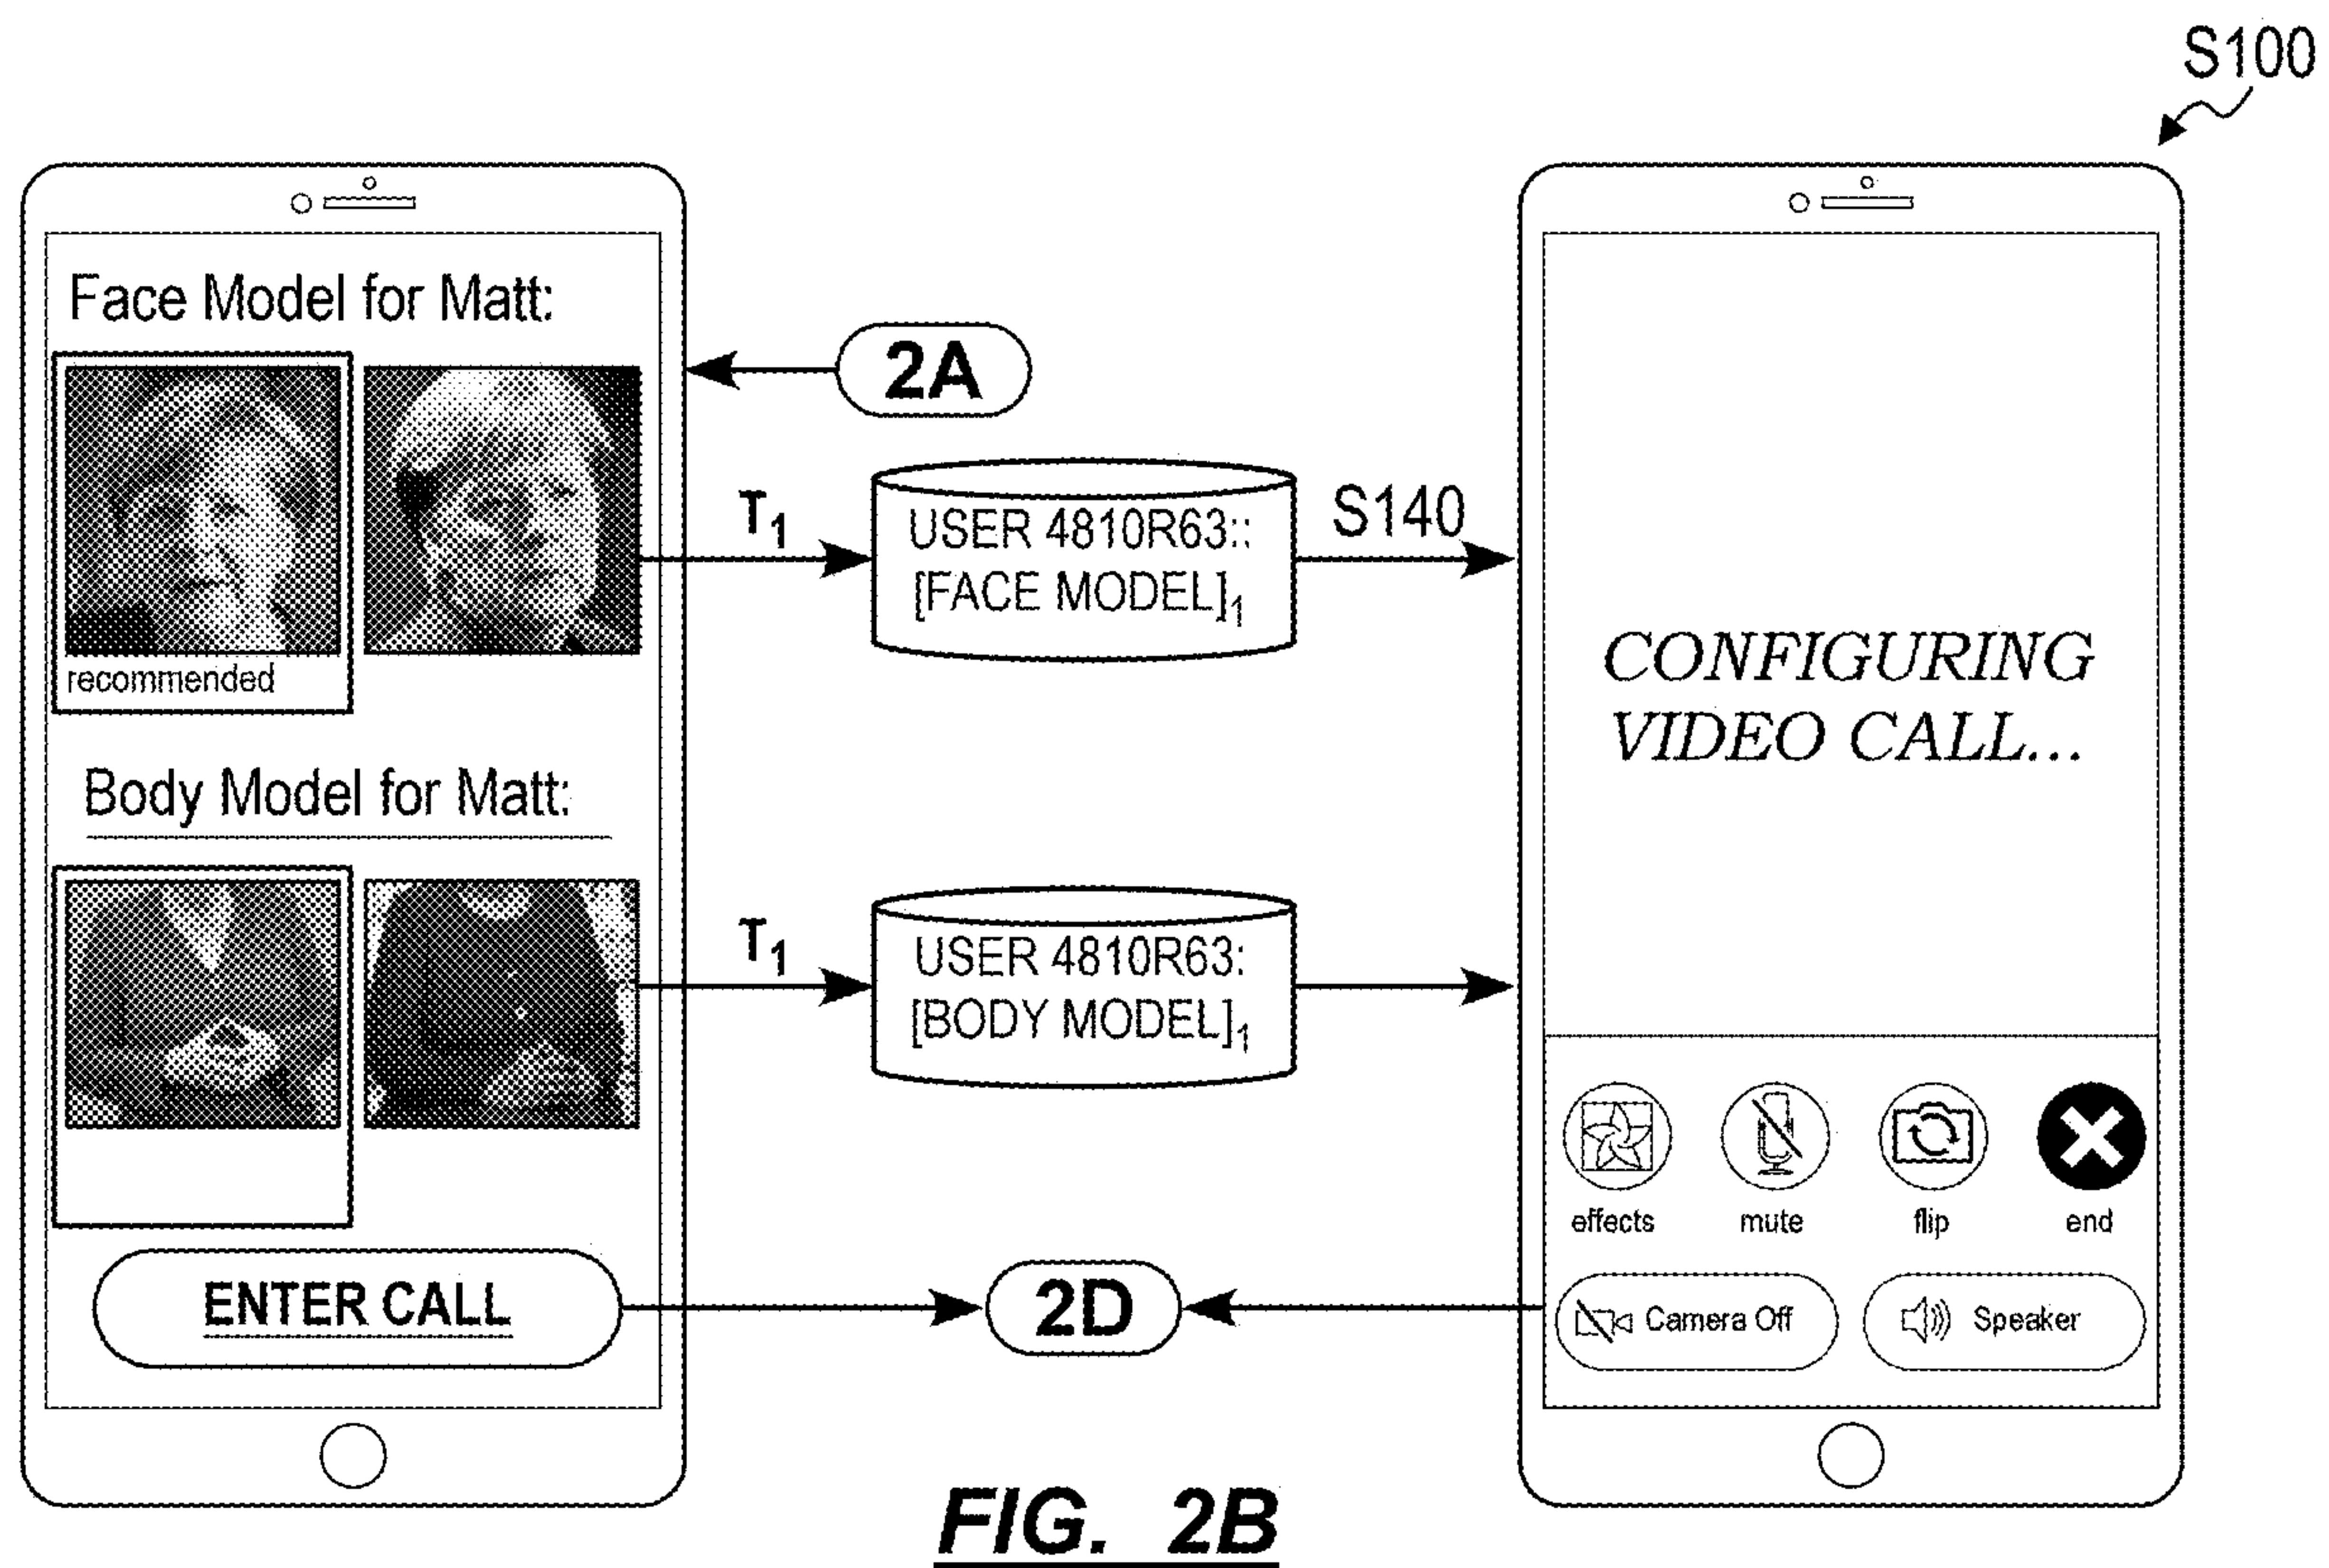 S100
Face Model for Matt:
recommended
Body Model for Matt:
ENTER CALL
2A
T1
USER 4810R63::
[FACE MODEL]1
S140
T1
USER 4810R63:
[BODY MODEL]1
2D
CONFIGURING
VIDEO CALL...
effects mute flip end
Camera Off Speaker
FIG. 2B